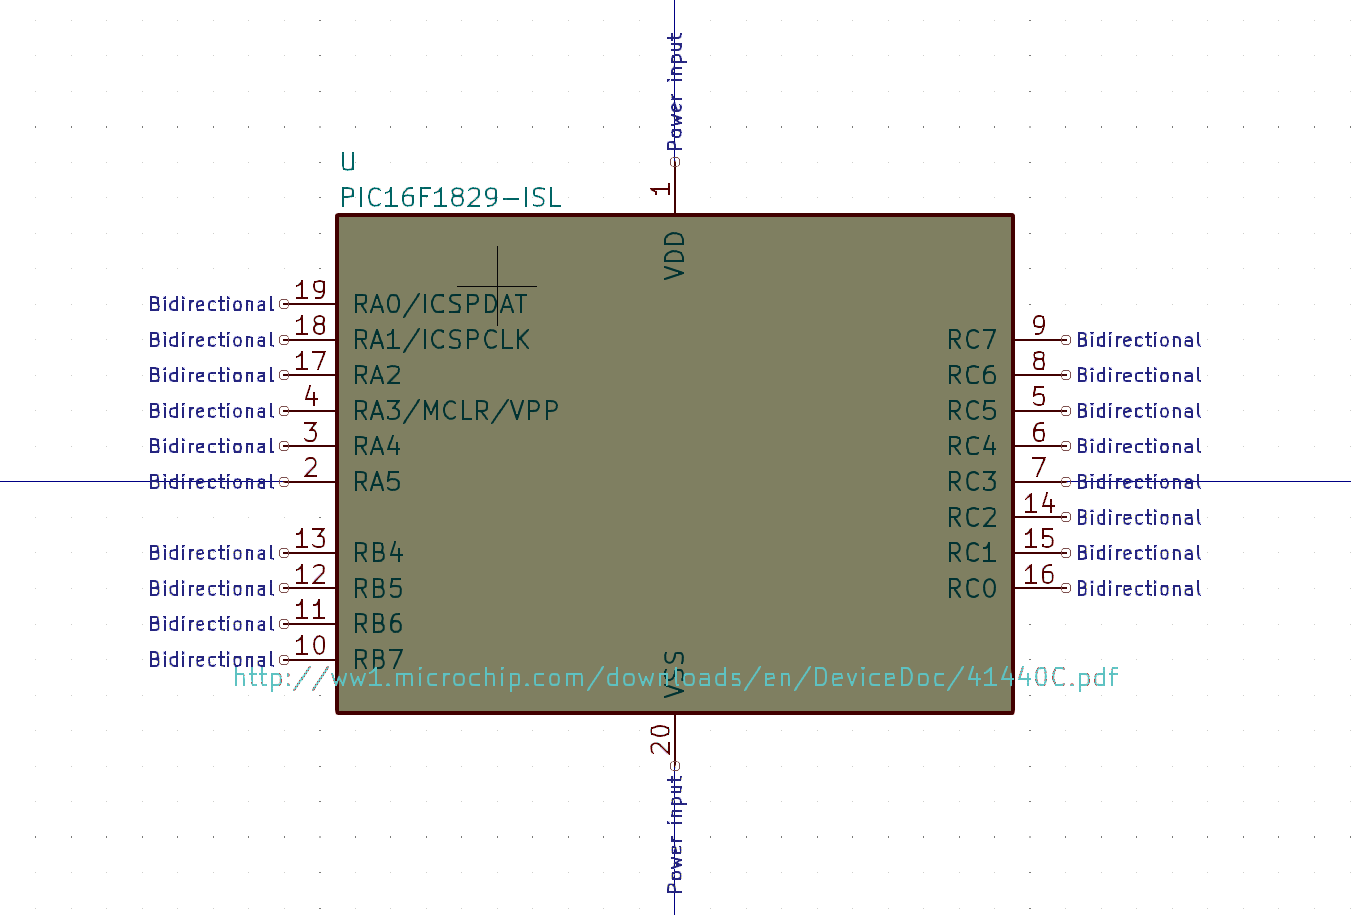 Power input
1
U
PIC16F1829-ISL
VDD
Bidirectional 19 RA0/ICSPDAT
Bidirectional 18 RA1/ICSPCLK RC7 9 Bidirectional
Bidirectional 17 RA2 RC6 8 Bidirectional
Bidirectional 4 RA3/MCLR/VPP RC5 5 Bidirectional
Bidirectional 3 RA4 RC4 6 Bidirectional
Bidirectional 2 RA5 RC3 7 Bidirectional
RC2 14 Bidirectional
Bidirectional 13 RB4 RC1 15 Bidirectional
Bidirectional 12 RB5 RC0 16 Bidirectional
Bidirectional 11 RB6
Bidirectional 10 RB7
VSS
http://ww1.microchip.com/downloads/en/DeviceDoc/41440C.pdf
20
Power input